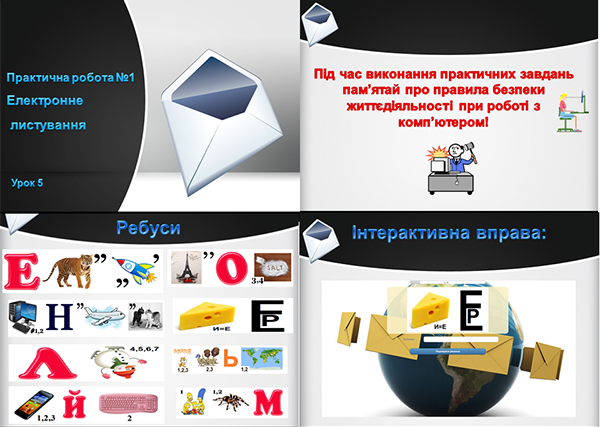 Практична робота №1
Електронне
листування
Урок 5
Під час виконання практичних завдань
пам'ятай про правила безпеки
життєдіяльності при роботі з
комп'ютером!
Ребуси
Е ,, ,, , ,, О
SALT
3,4
1,2 Н ,, ,, Е Р
И=Е
Л 4,5,6,7
1,2,3 2 Ь 1,2
1,2,3 Й 2 1 1,2 М
Інтерактивна вправа:
Е Р
И=Е